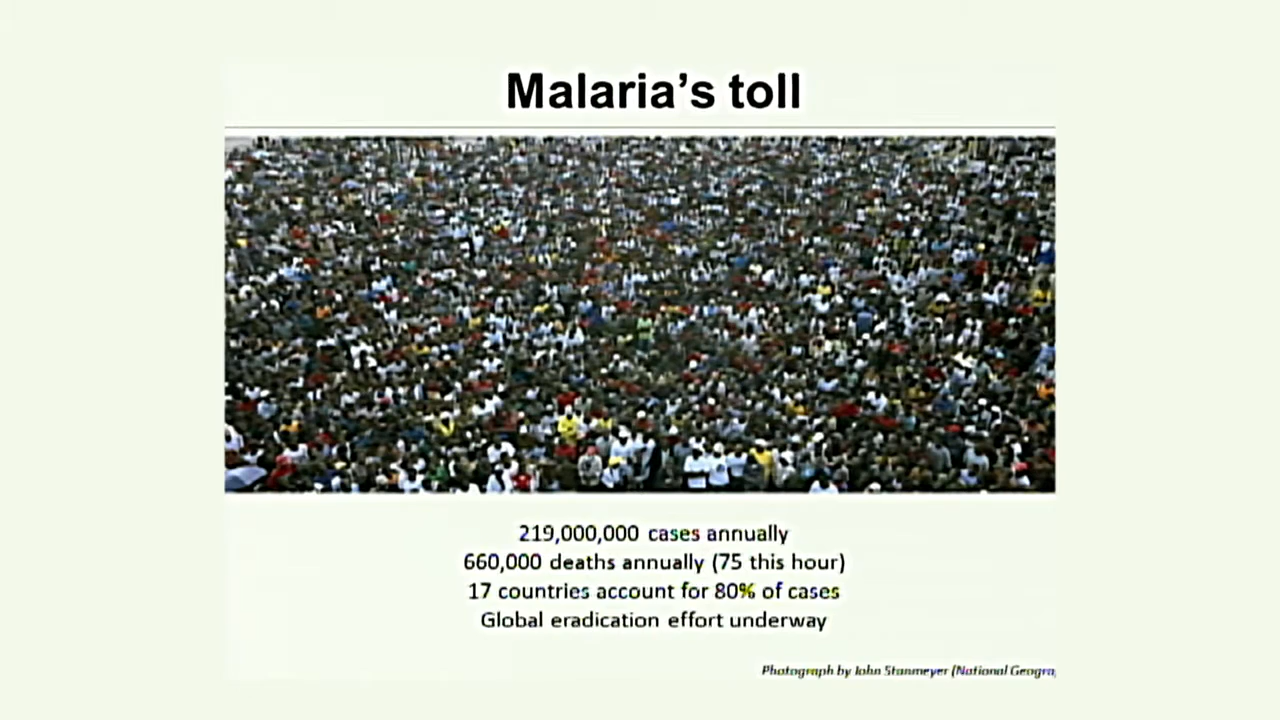 Malaria's toll
219,000,000 cases annually
660,000 deaths annually (75 this hour)
17 countries account for 80% of cases
Global eradication effort underway
Photograph by John Stanmeyer (National Geogra